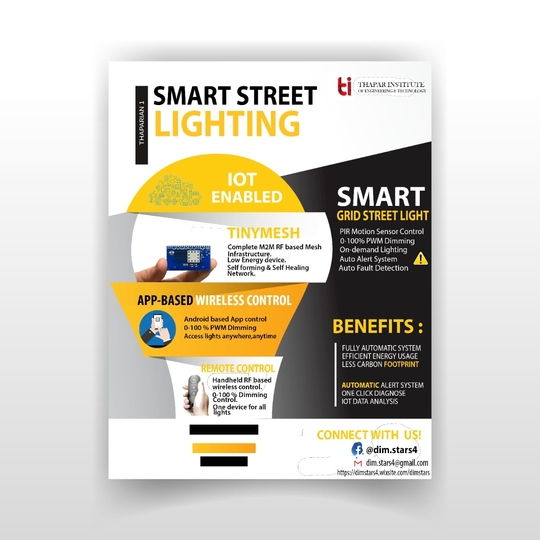 THAPARIAN 1
SMART STREET
LIGHTING
ti
THAPAR INSTITUTE
OF ENGINEERING & TECHNOLOGY
IOT
ENABLED
TINYMESH
Complete M2M RF based Mesh
Infrastructure.
Low Energy device.
Self forming & Self Healing
Network.
APP-BASED WIRELESS CONTROL
Android based App control
0-100 % PWM Dimming
Access lights anywhere,anytime
REMOTE CONTROL
Handheld RF based
wireless control.
0-100 % Dimming
Control.
One device for all
lights
SMART
GRID STREET LIGHT
PIR Motion Sensor Control
0-100% PWM Dimming
On-demand Lighting
Auto Alert System
Auto Fault Detection
BENEFITS :
FULLY AUTOMATIC SYSTEM
EFFICIENT ENERGY USAGE
LESS CARBON FOOTPRINT
AUTOMATIC ALERT SYSTEM
ONE CLICK DIAGNOSE
IOT DATA ANALYSIS
CONNECT WITH US!
@dim.stars4
dim.stars4@gmail.com
https://dimstars4.wixsite.com/dimstars